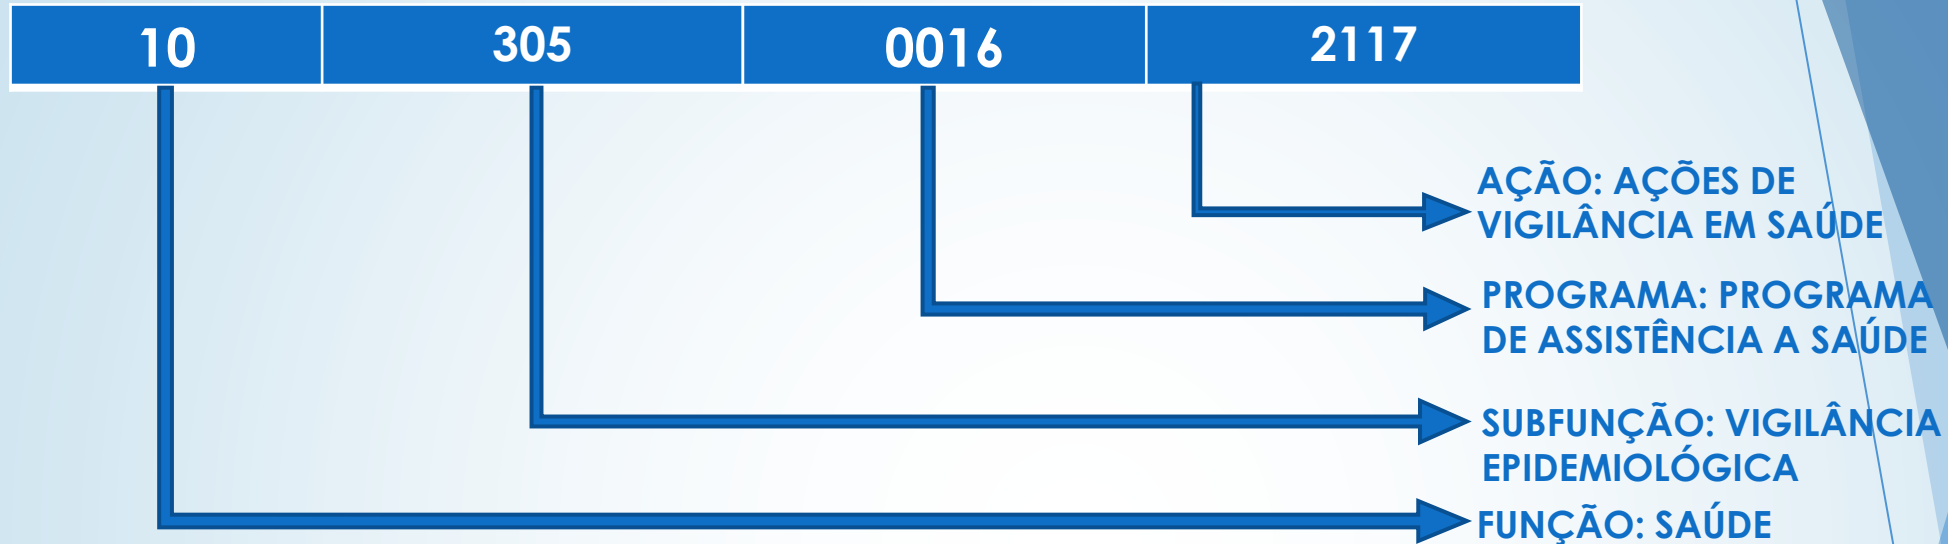 10 305 0016 2117
AÇÃO: AÇÕES DE
VIGILÂNCIA EM SAÚDE
PROGRAMA: PROGRAMA
DE ASSISTÊNCIA A SAÚDE
SUBFUNÇÃO: VIGILÂNCIA
EPIDEMIOLÓGICA
FUNÇÃO: SAÚDE